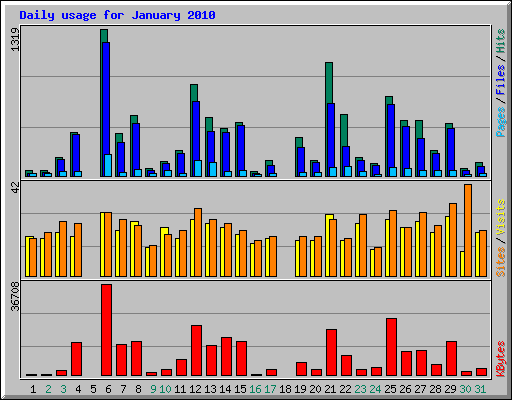 Daily usage for January 2010
1319
Pages / Files / Hits
42
Sites / Visits
36708
KBytes
1 2 3 4 5 6 7 8 9 10 11 12 13 14 15 16 17 18 19 20 21 22 23 24 25 26 27 28 29 30 31